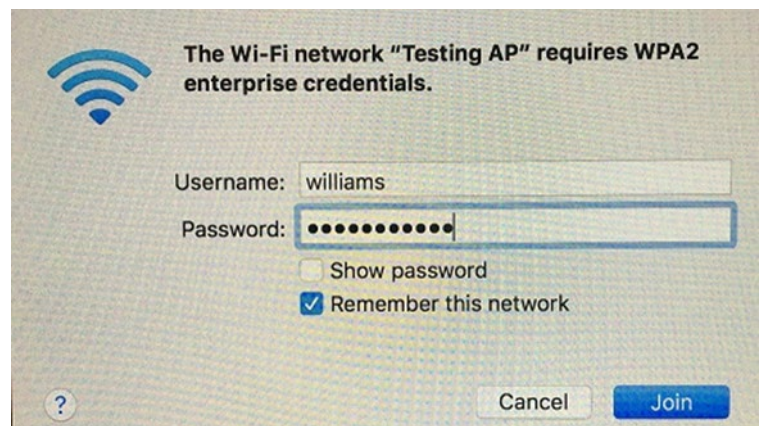 The Wi-Fi network “Testing AP” requires WPA2
enterprise credentials.
Username: williams
Password: •••••••••••
Show password
Remember this network
?
Cancel Join